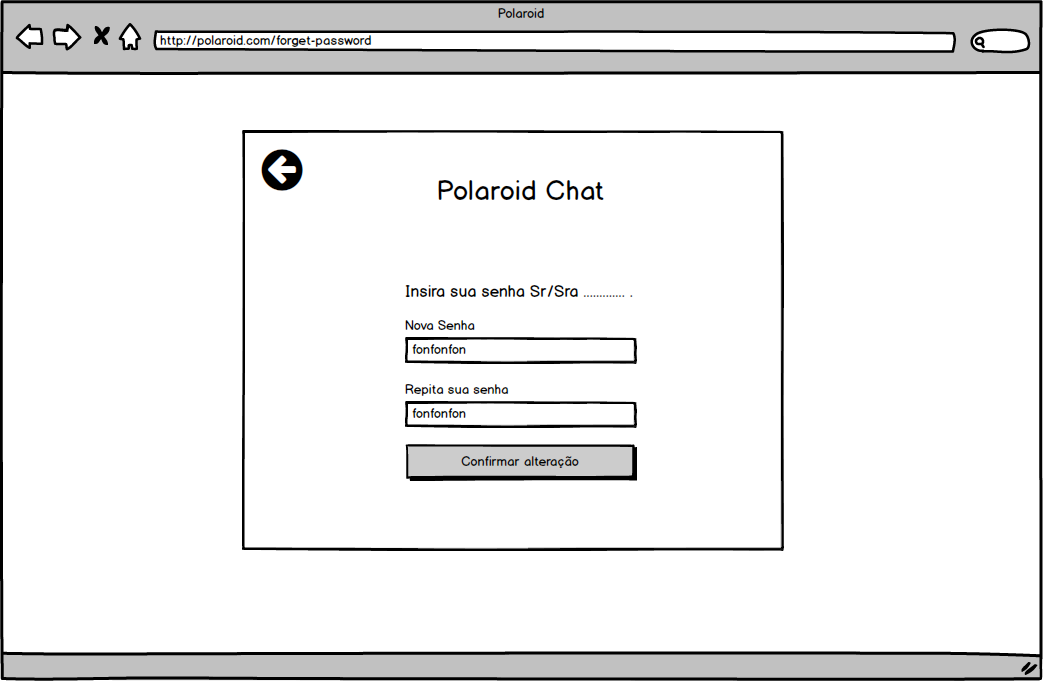 Polaroid
http://polaroid.com/forget-password
Polaroid Chat
Insira sua senha Sr/Sra ............. .
Nova Senha
fonfonfon
Repita sua senha
fonfonfon
Confirmar alteração